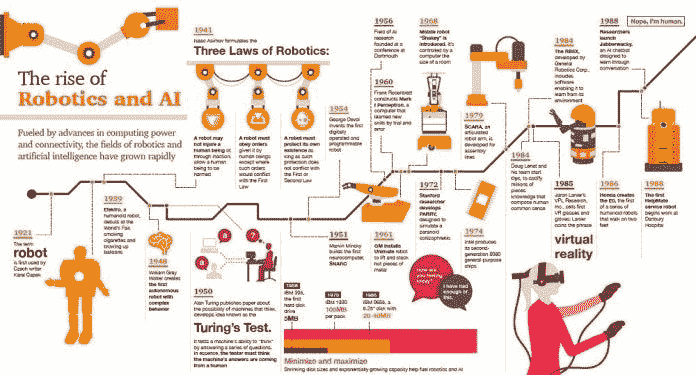 The rise of
Robotics and AI
Fueled by advances in computing power
and connectivity, the fields of robotics and
artificial intelligence have grown rapidly
1921
The term
robot
is first used by
Czech writer
Karel Capek
1939
Elektro, a
humanoid robot,
debuts at the
World's Fair,
smoking
cigarettes and
blowing up
balloons
1941
Isaac Asimov formulates the
Three Laws of Robotics:
A robot may
not injure a
human being or,
through inaction,
allow a human
being to be
harmed
A robot must
obey orders
given it by
human beings
except where such
orders would
conflict with the
First Law
A robot must
protect its own
existence as
long as such
protection does
not conflict with
the First or
Second Law
1948
William Grey
Walter creates
the first
autonomous
robot with
complex
behavior
1950
Alan Turing publishes paper about
the possibility of machines that think,
develops idea known as the
Turing's Test.
It tests a machine's ability to "think"
by answering a series of questions.
In essence, the tester must think
the machine's answers are coming
from a human
1951
Marvin Minsky
builds the first
neurocomputer,
SNARC
1954
George Devol
invents the first
digitally
operated and
programmable
robot
1956
Field of AI
research
founded at a
conference at
Dartmouth
1960
Frank Rosenblatt
constructs Mark
I Perceptron, a
computer that
learned new
skills by trial and
error
1961
GM installs
Unimate robot
to lift and stack
hot pieces of
metal
1968
Mobile robot
"Shakey" is
introduced. It's
controlled by a
computer the
size of a room
1972
Stanford
researcher
develops
PARRY,
designed to
simulate a
paranoid
schizophrenic
How are
you feeling
today?
I have had
enough of
this.
1974
Intel produces its
second-generation 8080
general-purpose
chips
1979
SCARA, an
articulated
robot arm, is
developed for
assembly
lines
1984
The RB5X,
developed by
General
Robotics Corp.,
includes
software
enabling it to
learn from its
environment
1984
Doug Lenat and
his team start
to codify
millions of
pieces
knowledge that
compose human
common sense
1985
Jaron Lanier's
VPL Research,
Inc., sells first
VR glasses and
gloves; Lanier
coins the phrase
virtual
reality
1986
Honda creates
the E0, the first
of a series of
humanoid robots
that walk on two
feet
1988
Researchers
launch
Jabberwacky,
an AI chatbot
designed to
learn through
conversation
Nope, I'm human.
1988
The first
HelpMate
service robot
begins work at
Danbury
Hospital
the first
hard disk
drive
5MB
100MB
per pack
Minimize and maximize
Shrinking disk sizes and exponentially-growing capacity help fuel robotics and AI